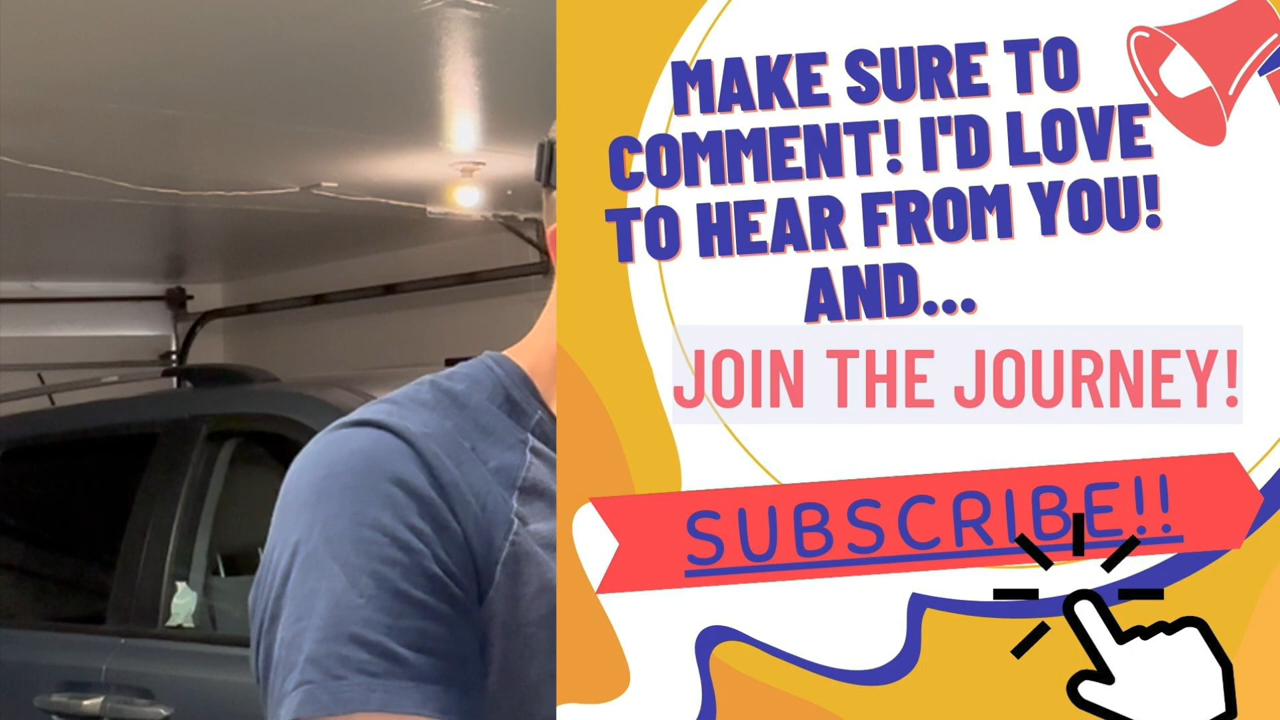 MAKE SURE TO
COMMENT! I'D LOVE
TO HEAR FROM YOU!
AND...
JOIN THE JOURNEY!
SUBSCRIBE!!